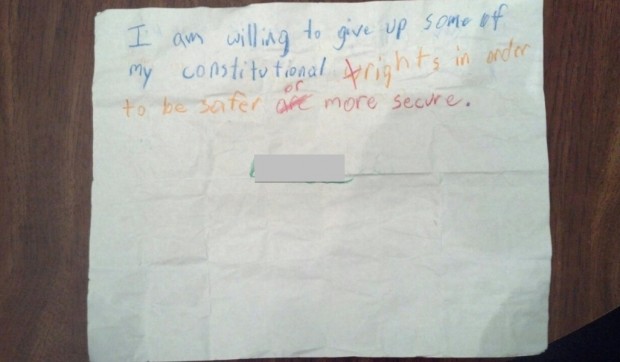 I am willing to give up some of
my constitutional rights in order
to be safer or more secure.